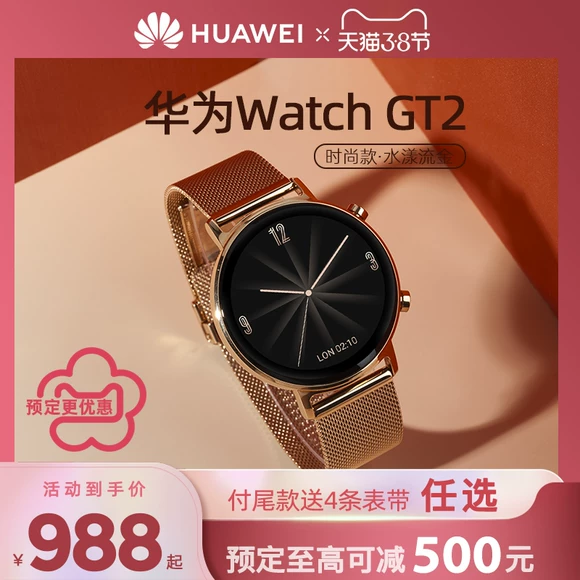 HUAWEI × 天猫3.8节
华为Watch GT2
时尚款·水漾流金
12
3
9
LON 02:10
预定更优惠
活动到手价
¥988起
付尾款送4条表带 任选
预定至高可减500元